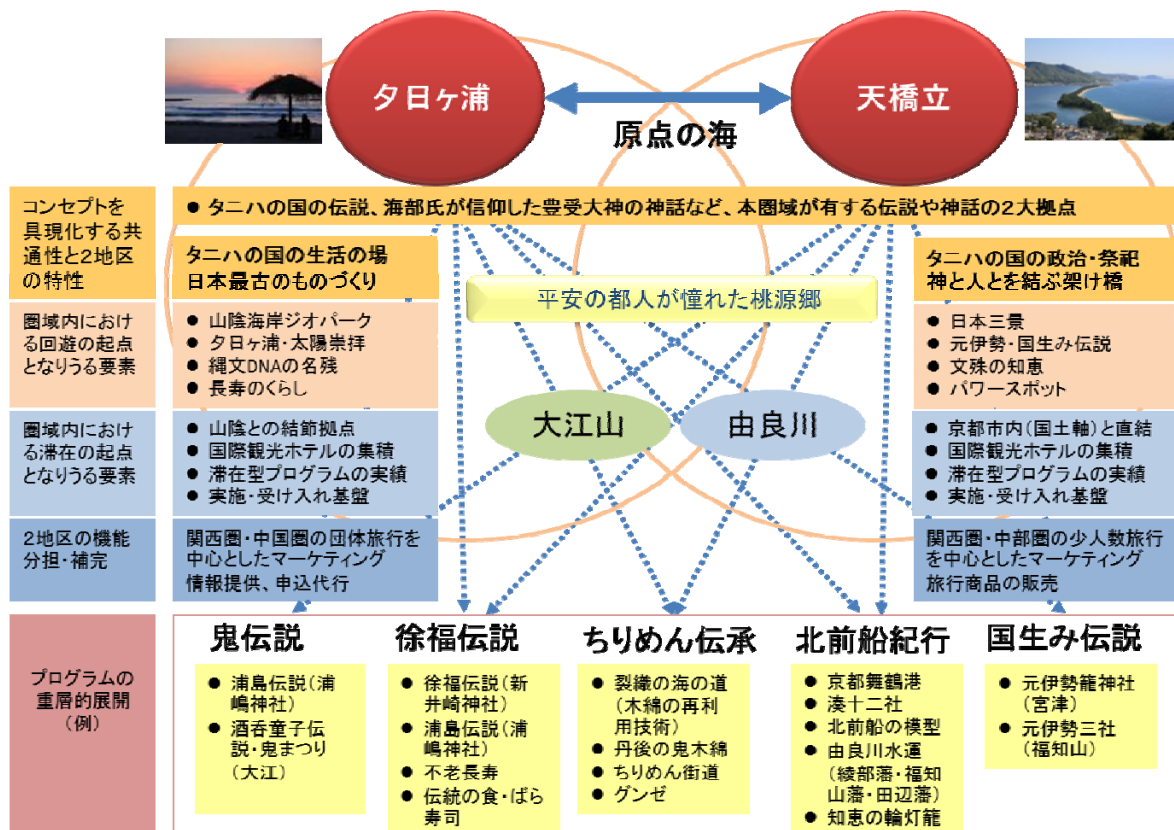 夕日ヶ浦
天橋立
原点の海
コンセプトを
具現化する共
通性と2地区
の特性
● タニハの国の伝説、海部氏が信仰した豊受大神の神話など、本圏域が有する伝説や神話の2大拠点
タニハの国の生活の場
日本最古のものづくり
タニハの国の政治・祭祀
神と人とを結ぶ架け橋
平安の都人が憧れた桃源郷
圏域内におけ
る回遊の起点
となりうる要素
● 山陰海岸ジオパーク
● 夕日ヶ浦・太陽崇拝
● 縄文DNAの名残
● 長寿のくらし
● 日本三景
● 元伊勢・国生み伝説
● 文殊の知恵
● パワースポット
大江山
由良川
圏域内におけ
る滞在の起点
となりうる要素
● 山陰との結節拠点
● 国際観光ホテルの集積
● 滞在型プログラムの実績
● 実施・受け入れ基盤
● 京都市内(国土軸)と直結
● 国際観光ホテルの集積
● 滞在型プログラムの実績
● 実施・受け入れ基盤
2地区の機能
分担・補完
関西圏・中国圏の団体旅行を
中心としたマーケティング
情報提供、申込代行
関西圏・中部圏の少人数旅行
を中心としたマーケティング
旅行商品の販売
プログラムの
重層的展開
(例)
鬼伝説
● 浦島伝説(浦
嶋神社)
● 酒呑童子伝
説・鬼まつり
(大江)
徐福伝説
● 徐福伝説(新
井崎神社)
● 浦島伝説(浦
嶋神社)
● 不老長寿
● 伝統の食・ばら
寿司
ちりめん伝承
● 裂織の海の道
(木綿の再利
用技術)
● 丹後の鬼木綿
● ちりめん街道
● グンゼ
北前船紀行
● 京都舞鶴港
● 湊十二社
● 北前船の模型
● 由良川水運
(綾部藩・福知
山藩・田辺藩)
● 知恵の輪灯籠
国生み伝説
● 元伊勢籠神社
(宮津)
● 元伊勢三社
(福知山)